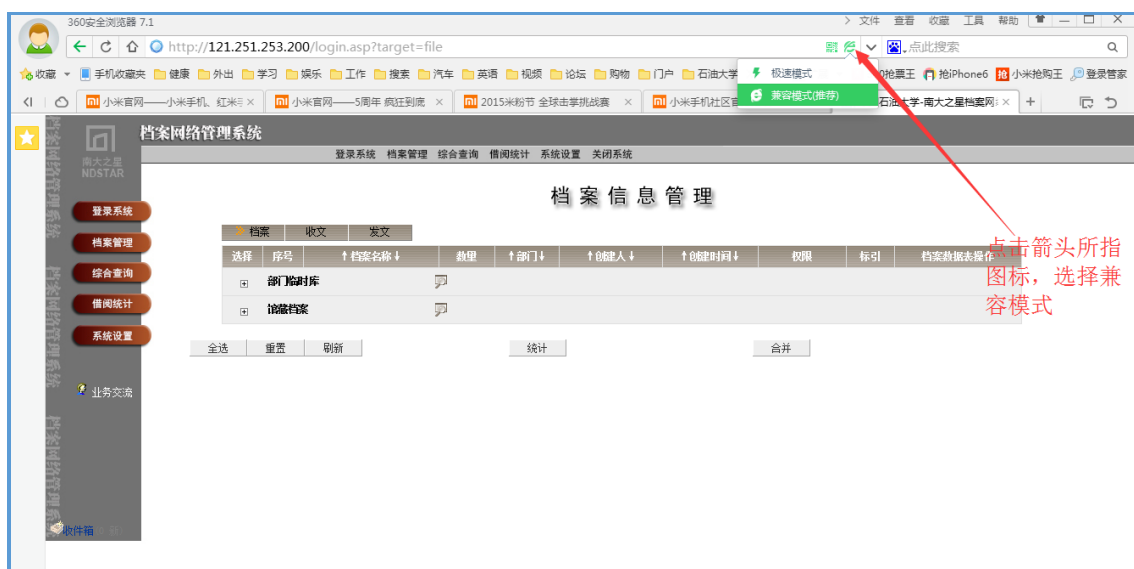 360安全浏览器 7.1
文件 查看 收藏 工具 帮助
http://121.251.253.200/login.asp?target=file
点此搜索
收藏 手机收藏夹 健康 外出 学习 娱乐 工作 搜索 汽车 英语 视频 论坛 购物 门户 石油大学 抢票王 抢iPhone6 小米抢购王 登录管家
极速模式
兼容模式(推荐)
小米官网——小米手机、红米 小米官网——5周年 疯狂到底 2015米粉节 全球击掌挑战赛 小米手机社区官 石油大学-南大之星档案网
档案网络管理系统
南大之星
NDSTAR
登录系统 档案管理 综合查询 借阅统计 系统设置 关闭系统
档案信息管理
登录系统
档案管理
综合查询
借阅统计
系统设置
业务交流
收件箱
档案 收文 发文
选择 序号 ↑档案名称↓ 数里 ↑部门↓ ↑创建人↓ ↑创建时间↓ 权限 标引 档案数据表操作
部门临时库
馆藏档案
全选 重置 刷新 统计 合并
点击箭头所指
图标，选择兼
容模式